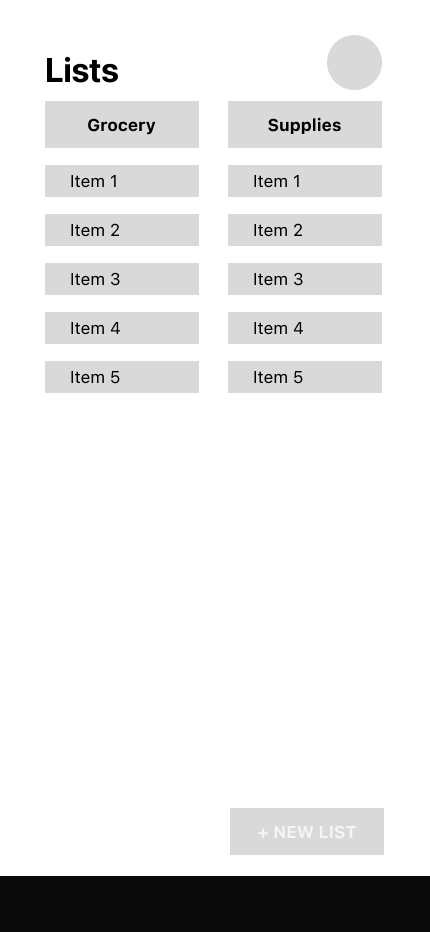 Lists
Grocery
Item 1
Item 2
Item 3
Item 4
Item 5
Supplies
Item 1
Item 2
Item 3
Item 4
Item 5
+ NEW LIST